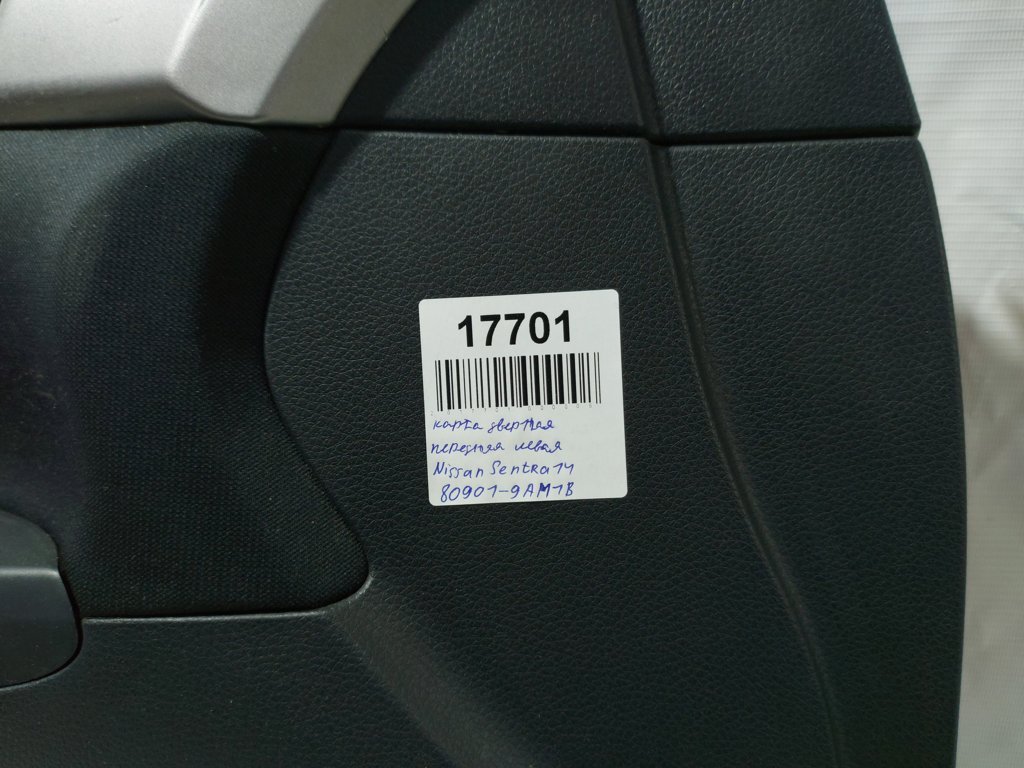 17701
карта дверная
передняя левая
Nissan Sentra 14
80901-9AM1B